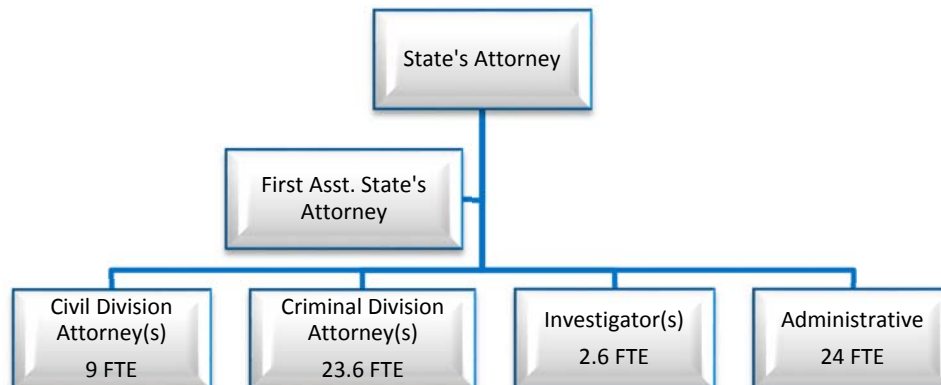 State's Attorney
First Asst. State's
Attorney
Civil Division
Attorney(s)
9 FTE
Criminal Division
Attorney(s)
23.6 FTE
Investigator(s)
2.6 FTE
Administrative
24 FTE